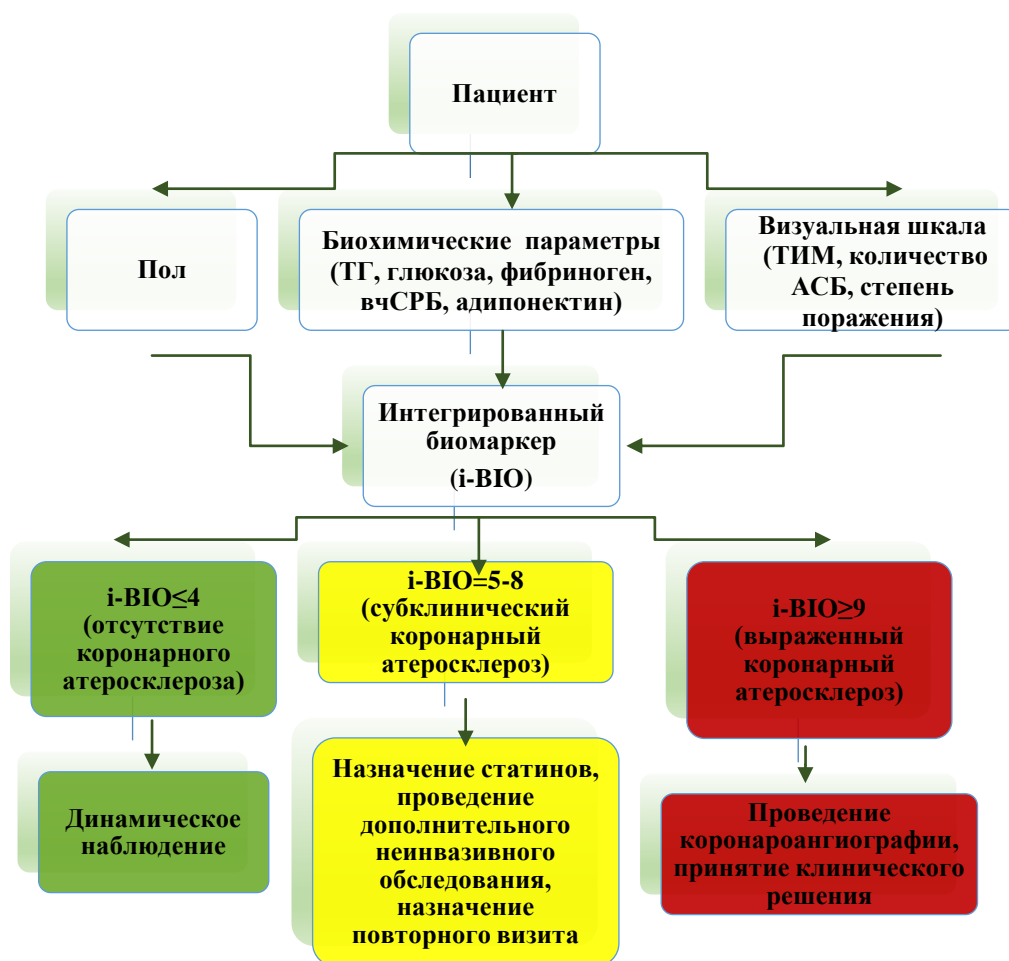 Пациент
Пол
Биохимические параметры
(ТГ, глюкоза, фибриноген,
вчСРБ, адипонектин)
Визуальная шкала
(ТИМ, количество
АСБ, степень
поражения)
Интегрированный
биомаркер
(i-BIO)
i-BIO≤4
(отсутствие
коронарного
атеросклероза)
i-BIO=5-8
(субклинический
коронарный
атеросклероз)
i-BIO≥9
(выраженный
коронарный
атеросклероз)
Динамическое
наблюдение
Назначение статинов,
проведение
дополнительного
неинвазивного
обследования,
назначение
повторного визита
Проведение
коронароангиографии,
принятие клинического
решения